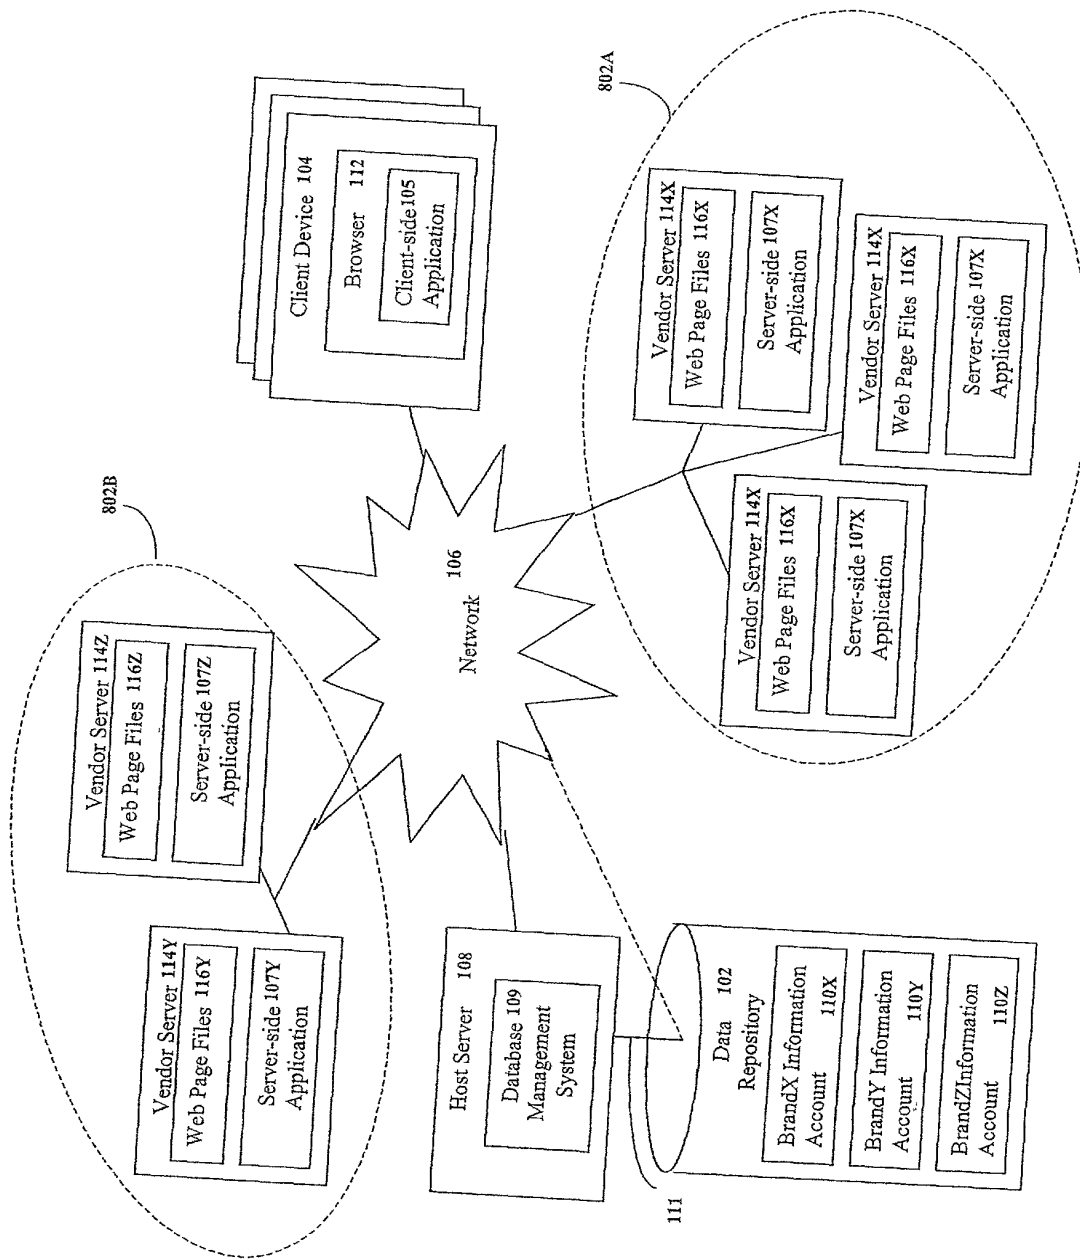 802B
Vendor Server 114Y
Web Page Files 116Y
Server-side 107Y
Application
Vendor Server 114Z
Web Page Files 116Z
Server-side 107Z
Application
Client Device 104
Browser 112
Client-side 105
Application
Network 106
Host Server 108
Database 109
Management
System
111
Data 102
Repository
BrandX Information
Account 110X
BrandY Information
Account 110Y
BrandZInformation
Account 110Z
802A
Vendor Server 114X
Web Page Files 116X
Server-side 107X
Application
Vendor Server 114X
Web Page Files 116X
Server-side 107X
Application
Vendor Server 114X
Web Page Files 116X
Server-side 107X
Application